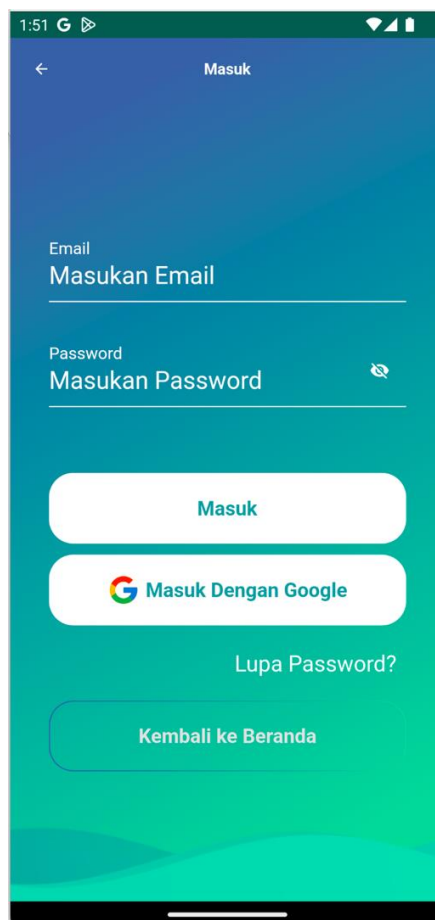 1:51 G
Masuk
Email
Masukan Email
Password
Masukan Password
Masuk
Masuk Dengan Google
Lupa Password?
Kembali ke Beranda